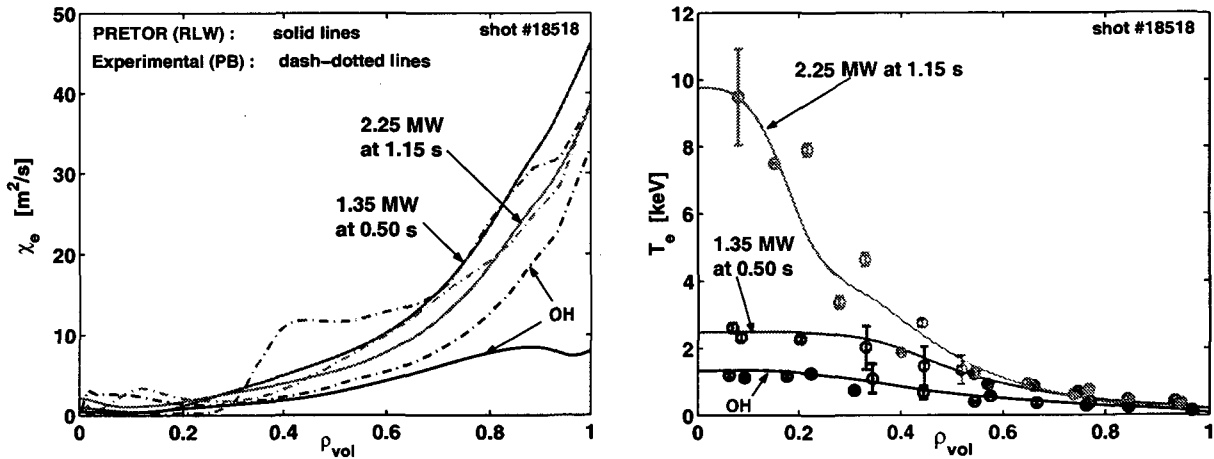 50
40
30
20
10
0
χe [m²/s]
PRETOR (RLW) : solid lines
shot #18518
Experimental (PB) : dash-dotted lines
2.25 MW
at 1.15 s
1.35 MW
at 0.50 s
OH
0 0.2 0.4 0.6 0.8 1
ρvol
12
10
8
6
4
2
0
Te [keV]
shot #18518
2.25 MW at 1.15 s
1.35 MW
at 0.50 s
OH
0 0.2 0.4 0.6 0.8 1
ρvol